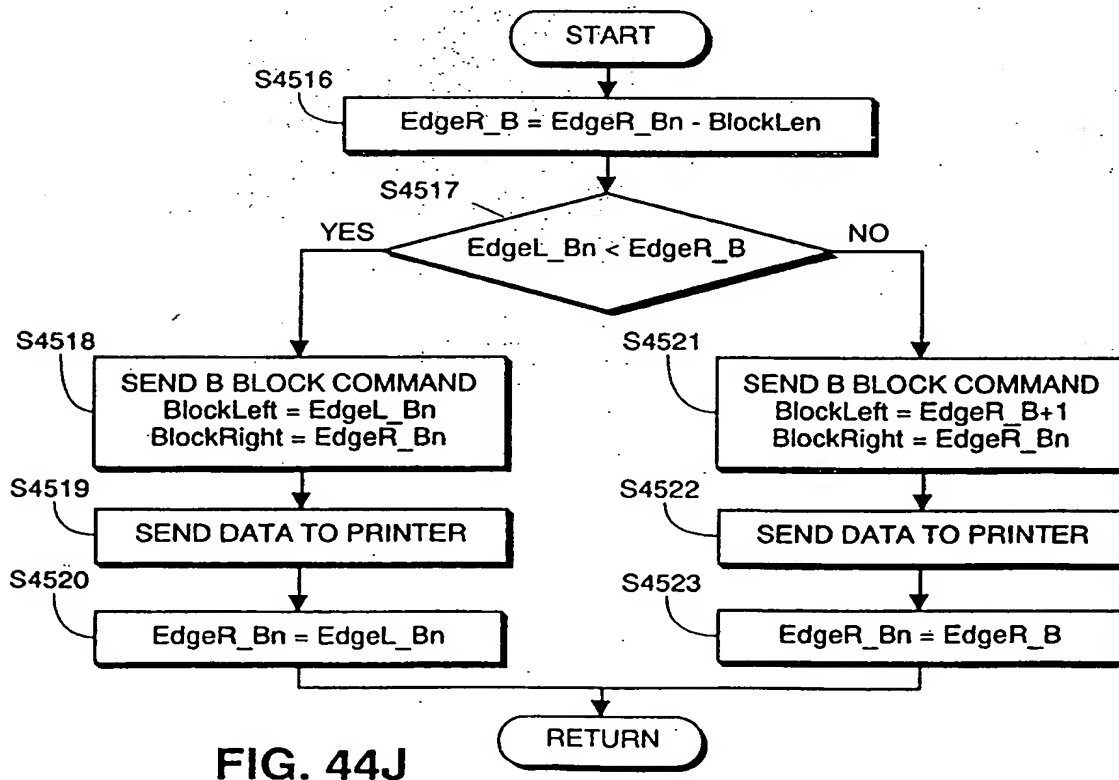 START
S4516
EdgeR_B = EdgeR_Bn - BlockLen
S4517
YES
EdgeL_Bn < EdgeR_B
NO
S4518
SEND B BLOCK COMMAND
BlockLeft = EdgeL_Bn
BlockRight = EdgeR_Bn
S4521
SEND B BLOCK COMMAND
BlockLeft = EdgeR_B+1
BlockRight = EdgeR_Bn
S4519
SEND DATA TO PRINTER
S4522
SEND DATA TO PRINTER
S4520
EdgeR_Bn = EdgeL_Bn
S4523
EdgeR_Bn = EdgeR_B
RETURN
FIG. 44J